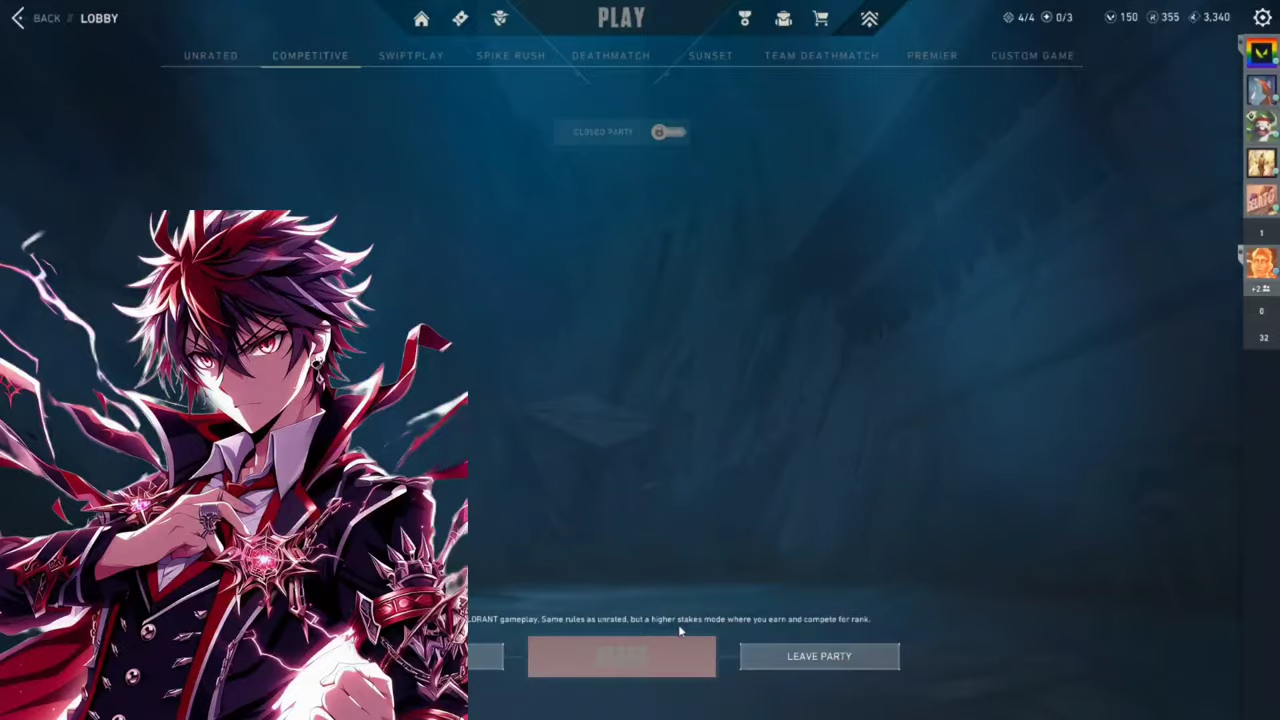 BACK // LOBBY
PLAY
4/4 0/3 150 355 3,340
UNRATED COMPETITIVE SWIFTPLAY SPIKE RUSH DEATHMATCH SUNSET TEAM DEATHMATCH PREMIER CUSTOM GAME
CLOSED PARTY
1
+2
0
32
LORANT gameplay. Same rules as unrated, but a higher stakes mode where you earn and compete for rank.
LEAVE PARTY